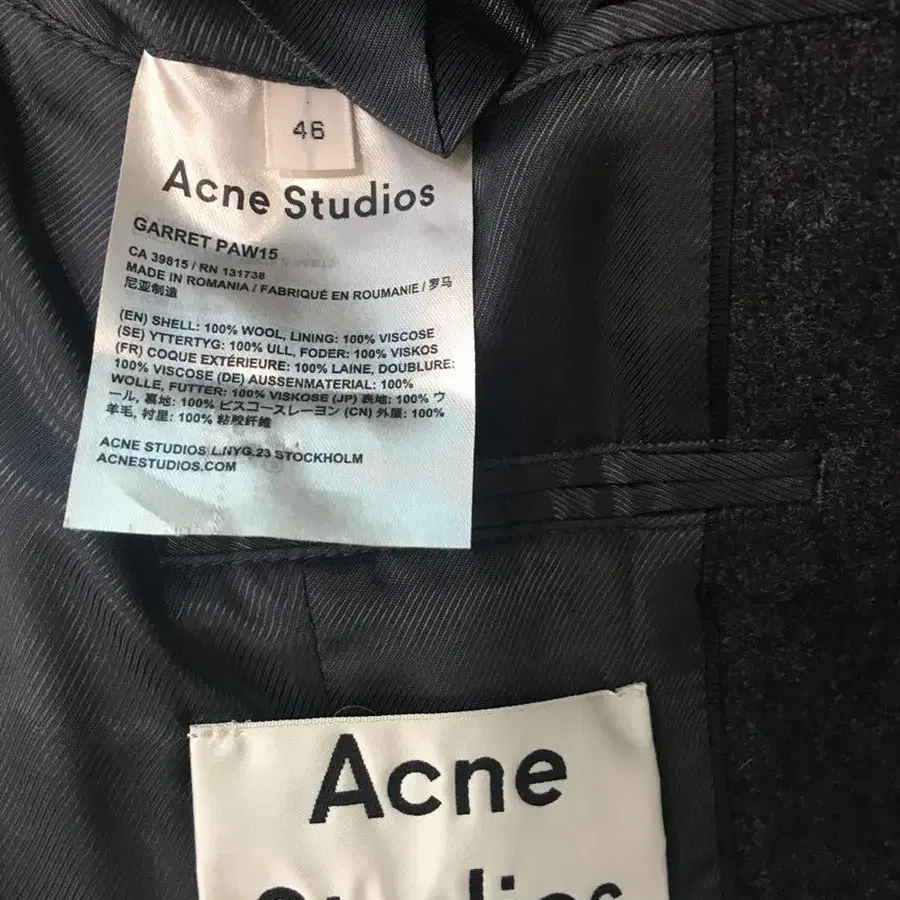 46
Acne Studios
GARRET PAW15
CA 39815 / RN 131738
MADE IN ROMANIA / FABRIQUÉ EN ROUMANIE / 罗马
尼亚制造
(EN) SHELL: 100% WOOL, LINING: 100% VISCOSE
(SE) YTTERTYG: 100% ULL, FODER: 100% VISKOS
(FR) COQUE EXTÉRIEURE: 100% LAINE, DOUBLURE:
100% VISCOSE (DE) AUSSENMATERIAL: 100%
WOLLE, FUTTER: 100% VISKOSE (JP) 表地: 100% ウ
ール, 裏地: 100% ビスコースレーヨン (CN) 外层: 100%
羊毛, 衬里: 100% 粘胶纤维
ACNE STUDIOS L.NYG.23 STOCKHOLM
ACNESTUDIOS.COM
Acne
Studios